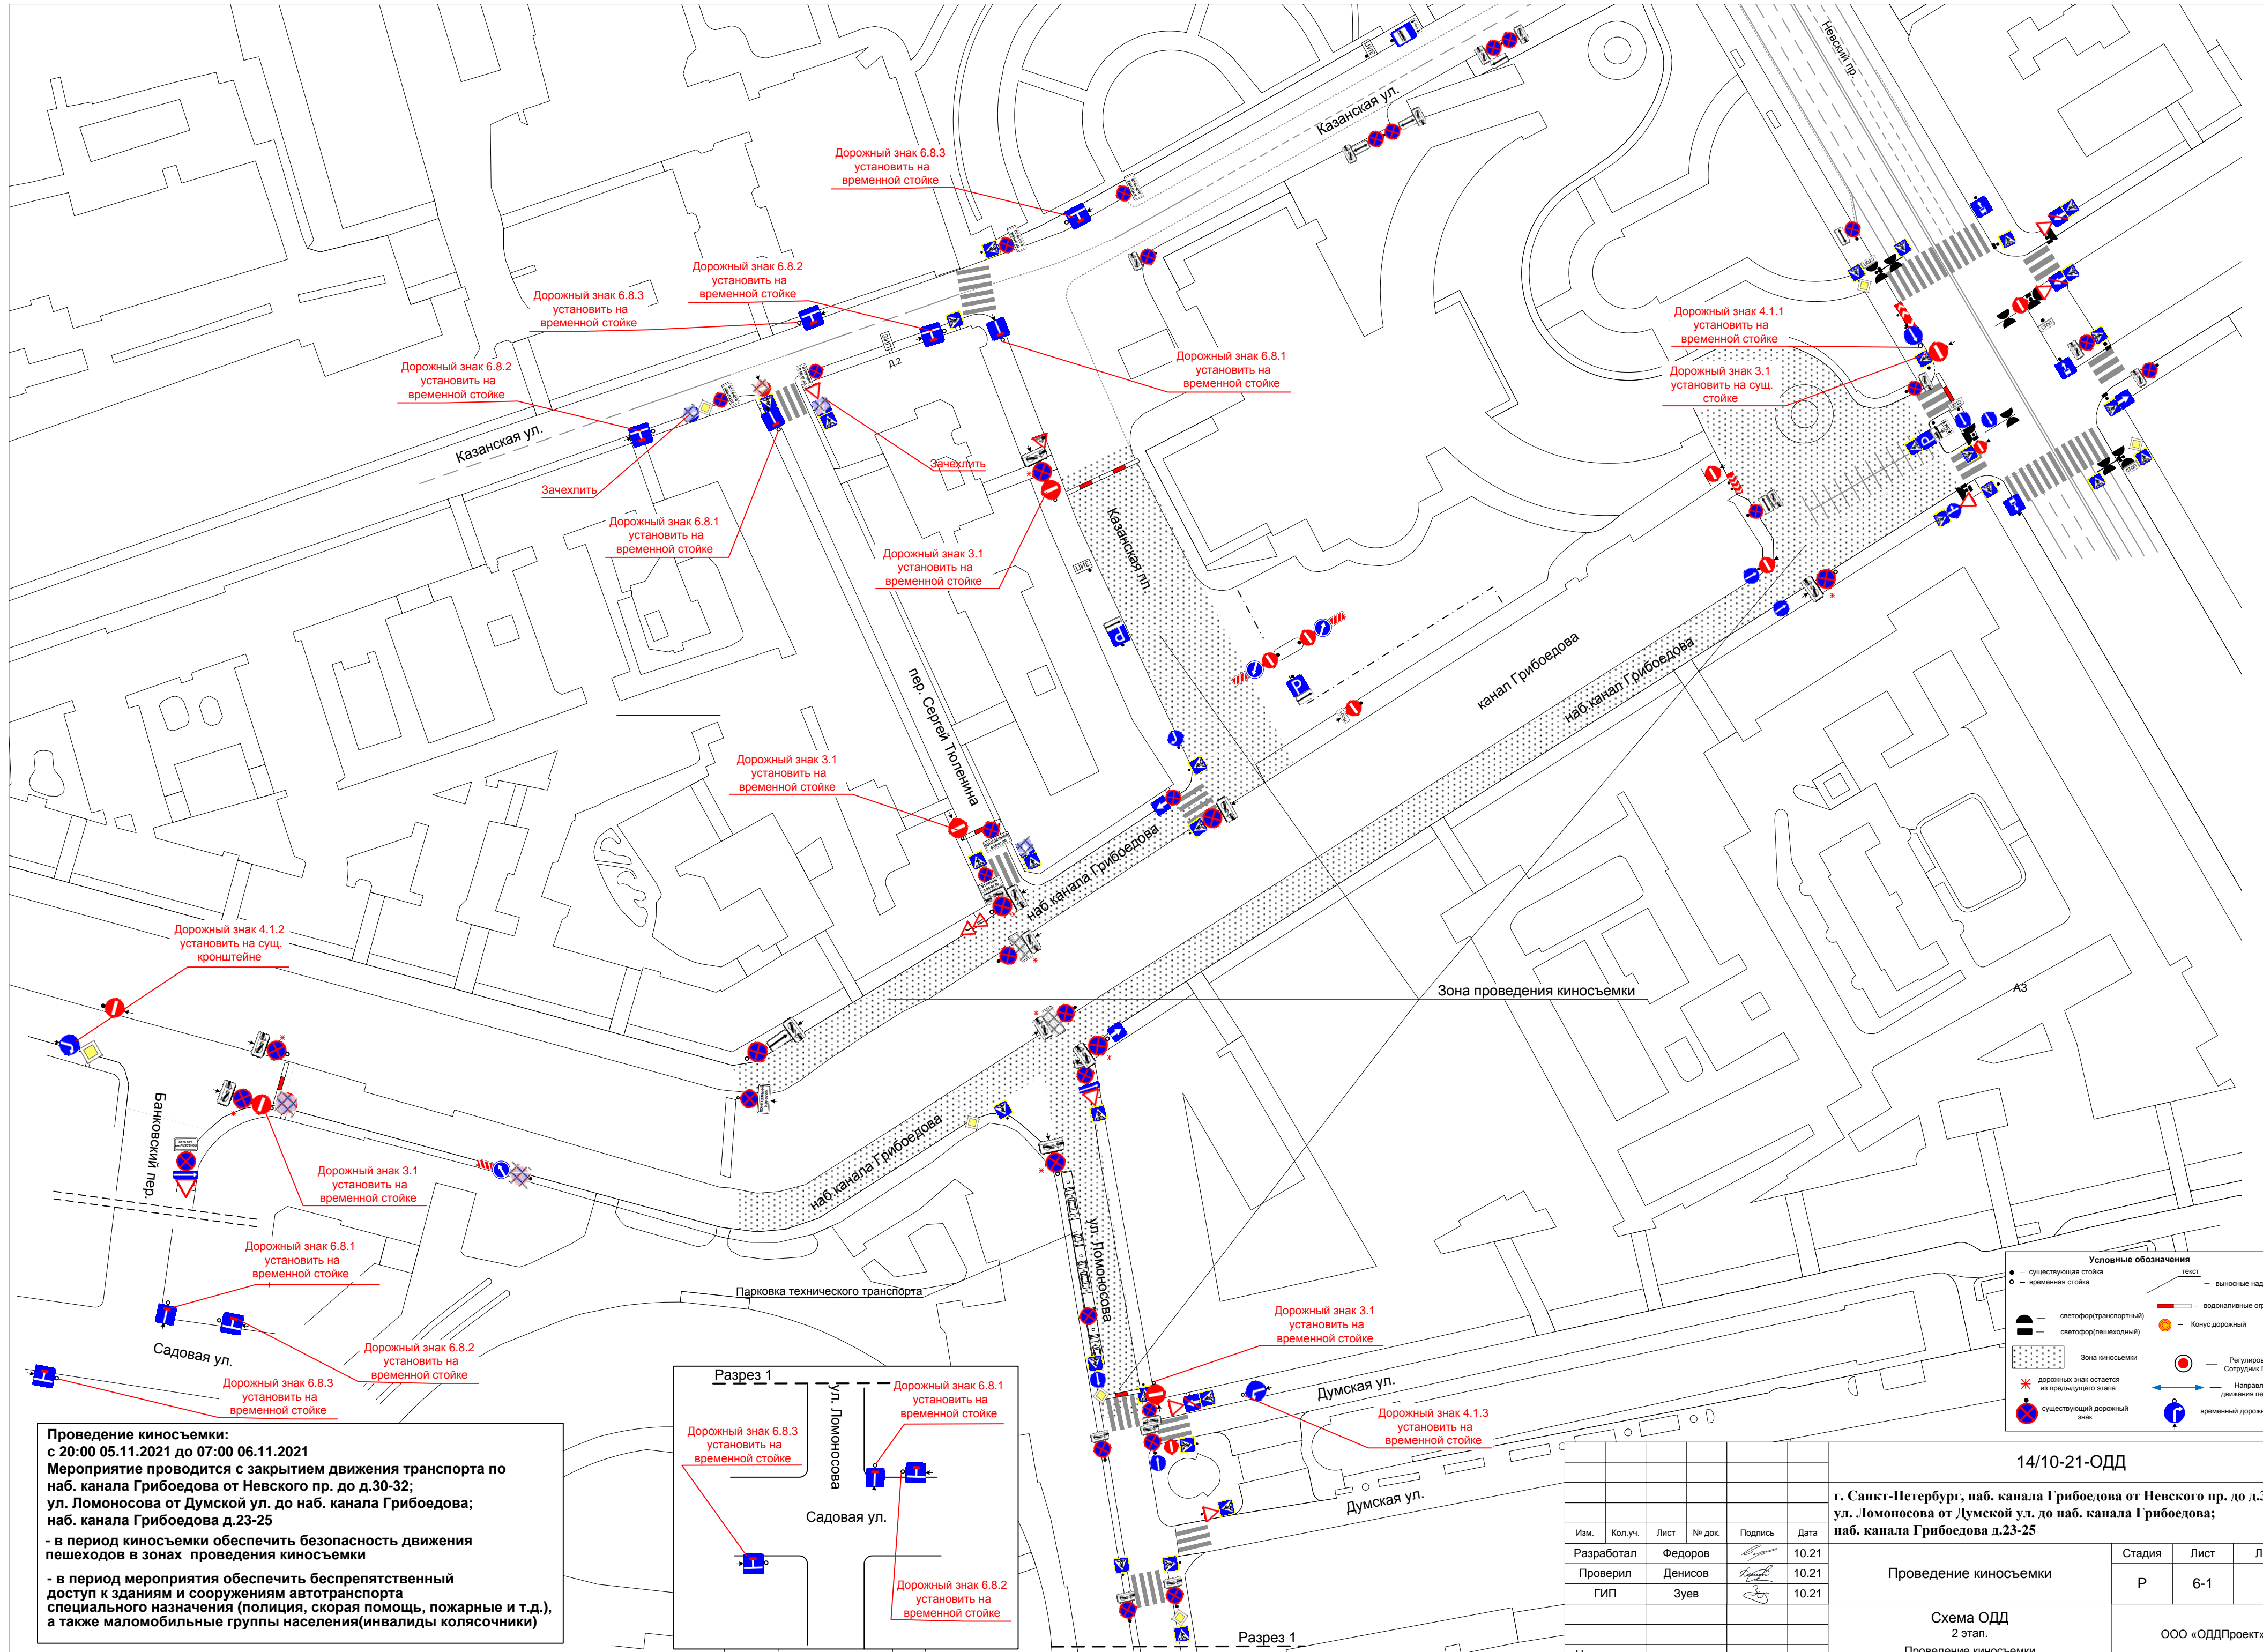 Невский пр.
Казанская ул.
Дорожный знак 6.8.3
установить на
временной стойке
Дорожный знак 6.8.2
установить на
временной стойке
Дорожный знак 6.8.3
установить на
временной стойке
Дорожный знак 6.8.2
установить на
временной стойке
Д.2
Дорожный знак 6.8.1
установить на
временной стойке
Дорожный знак 4.1.1
установить на
временной стойке
Дорожный знак 3.1
установить на сущ.
стойке
Казанская ул.
Зачехлить
Зачехлить
Дорожный знак 6.8.1
установить на
временной стойке
Дорожный знак 3.1
установить на
временной стойке
Казанская пл.
пер. Сергей Тюленина
канал Грибоедова
наб.канал Грибоедова
Дорожный знак 3.1
установить на
временной стойке
наб.канала Грибоедова
Дорожный знак 4.1.2
установить на сущ.
кронштейне
Зона проведения киносъемки
А3
Банковский пер.
наб.канала Грибоедова
Дорожный знак 3.1
установить на
временной стойке
ул. Ломоносова
Дорожный знак 6.8.1
установить на
временной стойке
Парковка технического транспорта
Садовая ул.
Дорожный знак 6.8.2
установить на
временной стойке
Дорожный знак 6.8.3
установить на
временной стойке
Дорожный знак 3.1
установить на
временной стойке
Думская ул.
Дорожный знак 4.1.3
установить на
временной стойке
Думская ул.
Разрез 1
Условные обозначения
существующая стойка
временная стойка
текст
выносные над
водоналивные огр
светофор(транспортный)
светофор(пешеходный)
Конус дорожный
Зона киносъемки
Регулиров
Сотрудник Г
дорожных знак остается
из предыдущего этапа
Направл
движения пе
существующий дорожный
знак
временный дорожн
Проведение киносъемки:
с 20:00 05.11.2021 до 07:00 06.11.2021
Мероприятие проводится с закрытием движения транспорта по
наб. канала Грибоедова от Невского пр. до д.30-32;
ул. Ломоносова от Думской ул. до наб. канала Грибоедова;
наб. канала Грибоедова д.23-25
- в период киносъемки обеспечить безопасность движения
пешеходов в зонах проведения киносъемки
- в период мероприятия обеспечить беспрепятственный
доступ к зданиям и сооружениям автотранспорта
специального назначения (полиция, скорая помощь, пожарные и т.д.),
а также маломобильные группы населения(инвалиды колясочники)
Разрез 1
ул. Ломоносова
Дорожный знак 6.8.1
установить на
временной стойке
Дорожный знак 6.8.3
установить на
временной стойке
Садовая ул.
Дорожный знак 6.8.2
установить на
временной стойке
14/10-21-ОДД
г. Санкт-Петербург, наб. канала Грибоедова от Невского пр. до д.3
ул. Ломоносова от Думской ул. до наб. канала Грибоедова;
наб. канала Грибоедова д.23-25
Изм. Кол.уч. Лист № док. Подпись Дата
Разработал Федоров 10.21
Проверил Денисов 10.21
ГИП Зуев 10.21
Проведение киносъемки
Стадия Лист Л
Р 6-1
Схема ОДД
2 этап.
Проведение киносъемки
ООО «ОДДПроект»